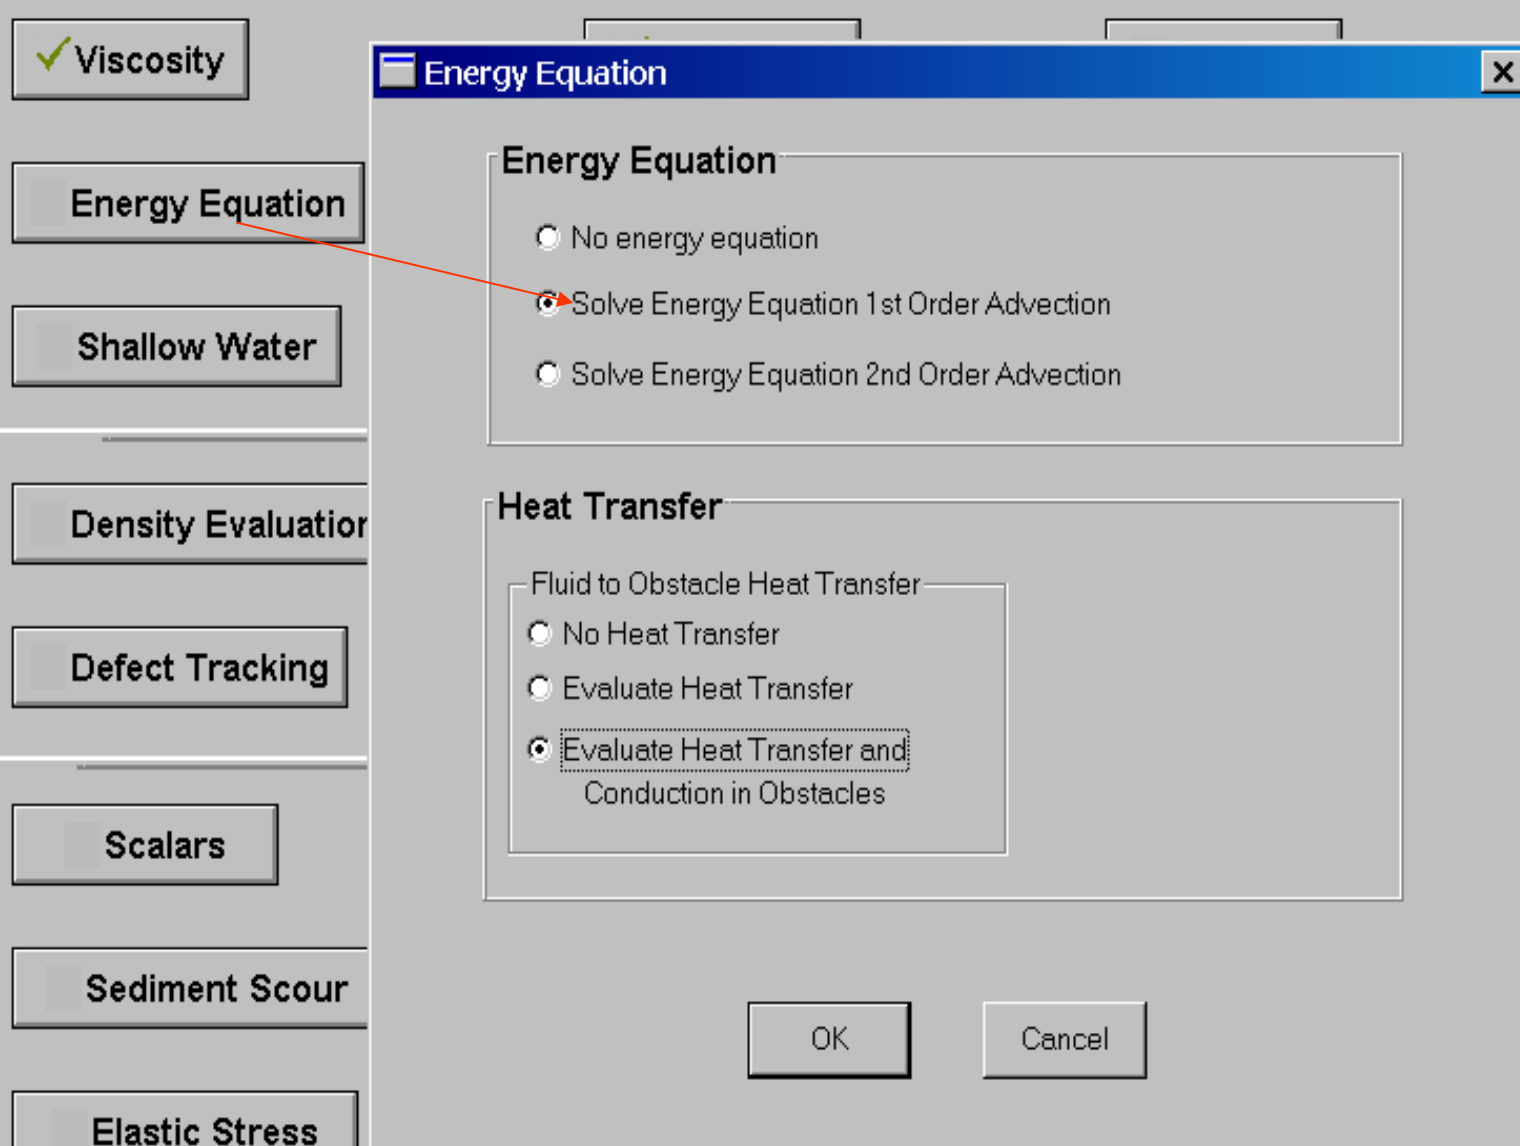 Viscosity
Energy Equation
Shallow Water
Density Evaluation
Defect Tracking
Scalars
Sediment Scour
Elastic Stress
Energy Equation
Energy Equation
No energy equation
Solve Energy Equation 1st Order Advection
Solve Energy Equation 2nd Order Advection
Heat Transfer
Fluid to Obstacle Heat Transfer
No Heat Transfer
Evaluate Heat Transfer
Evaluate Heat Transfer and
Conduction in Obstacles
OK
Cancel